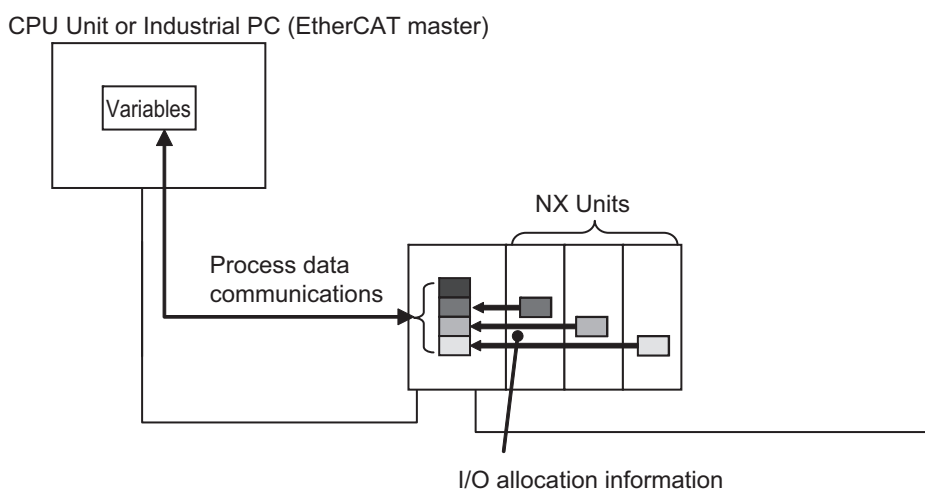 CPU Unit or Industrial PC (EtherCAT master)
Variables
NX Units
Process data
communications
I/O allocation information